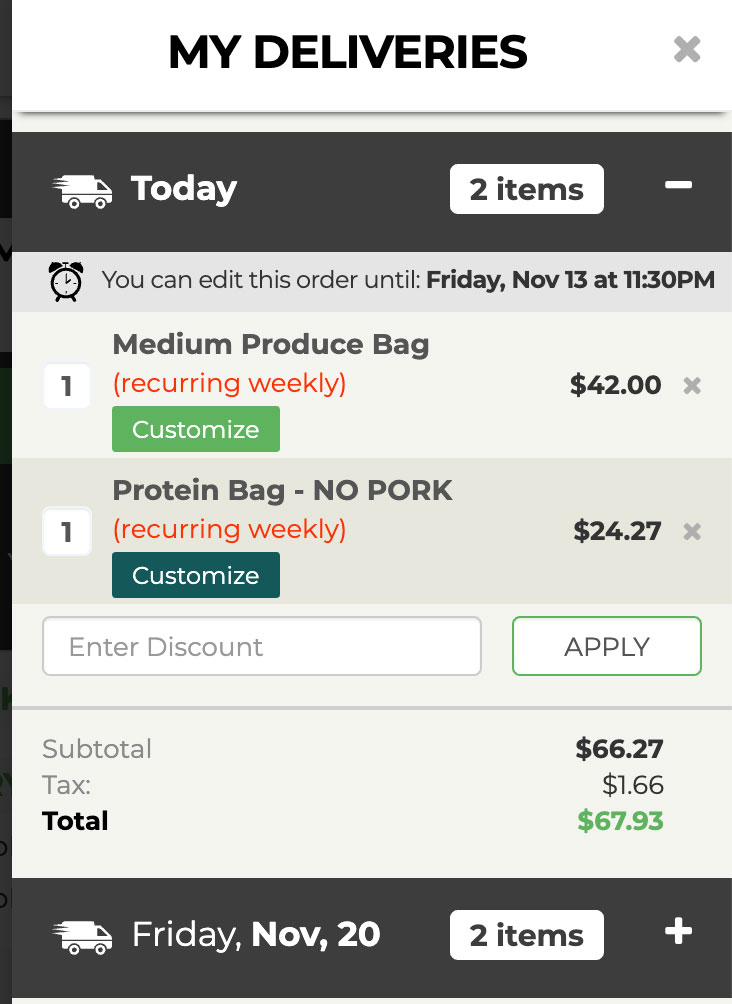 MY DELIVERIES
Today 2 items
You can edit this order until: Friday, Nov 13 at 11:30PM
Medium Produce Bag
1 (recurring weekly) $42.00
Customize
Protein Bag - NO PORK
1 (recurring weekly) $24.27
Customize
Enter Discount APPLY
Subtotal $66.27
Tax: $1.66
Total $67.93
Friday, Nov, 20 2 items